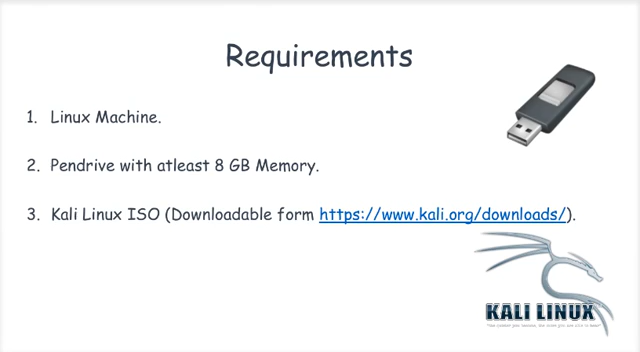 Requirements
1. Linux Machine.
2. Pendrive with atleast 8 GB Memory.
3. Kali Linux ISO (Downloadable form https://www.kali.org/downloads/).
KALI LINUX